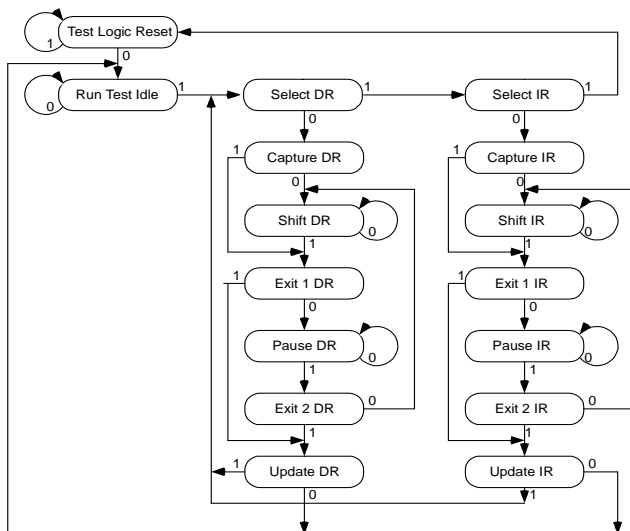 Test Logic Reset
1
0
Run Test Idle
0
1
Select DR
1
Select IR
1
0
0
1
Capture DR
0
1
Capture IR
0
Shift DR
0
1
Shift IR
0
1
1
Exit 1 DR
0
1
Exit 1 IR
0
Pause DR
0
1
Pause IR
0
1
Exit 2 DR
0
1
Exit 2 IR
0
1
1
Update DR
0
Update IR
0
1